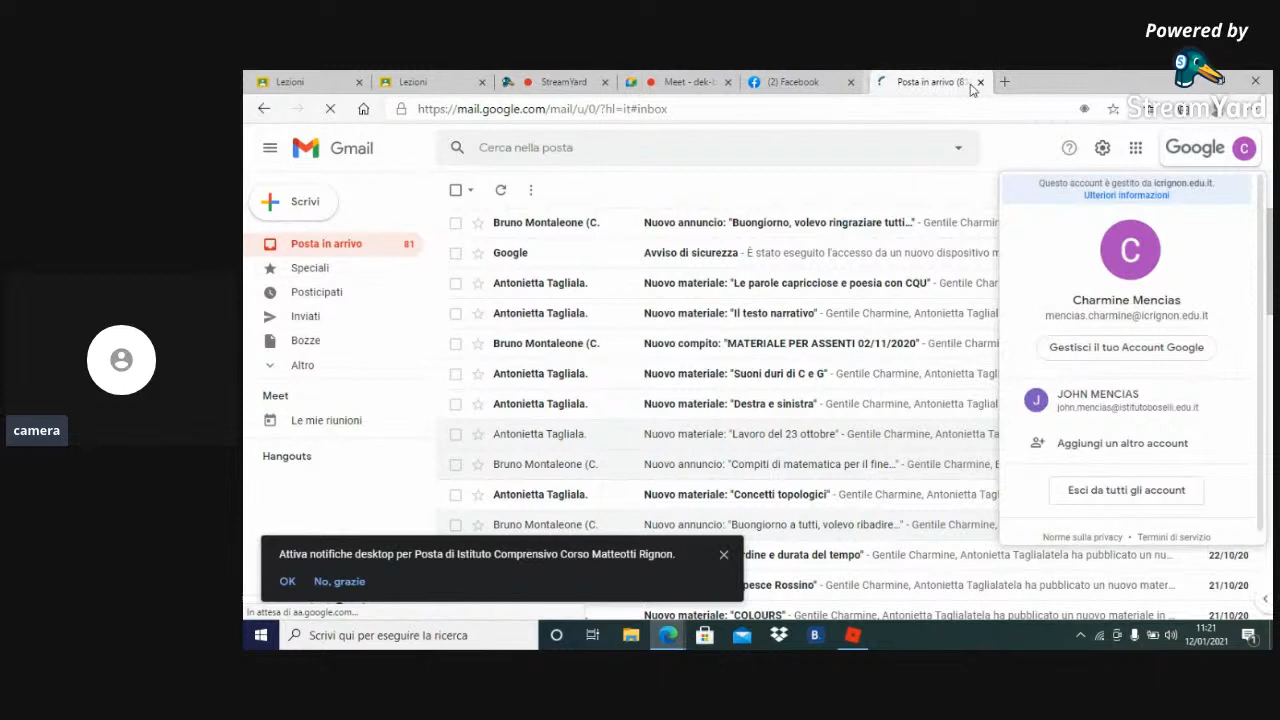 Powered by
StreamYard
Lezioni
Lezioni
StreamYard
Meet - dek-
(2) Facebook
Posta in arrivo (8
https://mail.google.com/mail/u/0/?hl=it#inbox
Gmail
Cerca nella posta
Google C
Scrivi
Posta in arrivo 81
Speciali
Posticipati
Inviati
Bozze
Altro
Meet
Le mie riunioni
Hangouts
Bruno Montaleone (C. Nuovo annuncio: "Buongiorno, volevo ringraziare tutti…" - Gentile Charmin
Google Avviso di sicurezza - È stato eseguito l'accesso da un nuovo dispositivo m
Antonietta Tagliala. Nuovo materiale: "Le parole capricciose e poesia con CQU" - Gentile
Antonietta Tagliala. Nuovo materiale: "Il testo narrativo" - Gentile Charmine, Antonietta Tagliala
Bruno Montaleone (C. Nuovo compito: "MATERIALE PER ASSENTI 02/11/2020" - Gentile Charmine,
Antonietta Tagliala. Nuovo materiale: "Suoni duri di C e G" - Gentile Charmine, Antonietta Taglia
Antonietta Tagliala. Nuovo materiale: "Destra e sinistra" - Gentile Charmine, Antonietta Tagliala
Antonietta Tagliala. Nuovo materiale: "Lavoro del 23 ottobre" - Gentile Charmine, Antonietta Ta
Bruno Montaleone (C. Nuovo annuncio: "Compiti di matematica per il fine…" - Gentile Charmine,
Antonietta Tagliala. Nuovo materiale: "Concetti topologici" - Gentile Charmine, Antonietta Tag
Bruno Montaleone (C. Nuovo annuncio: "Buongiorno a tutti, volevo ribadire…" - Gentile Charmin
rdine e durata del tempo" - Gentile Charmine, Antonietta Tagliatela ha pubblicato un nu… 22/10/20
pesce Rossino" - Gentile Charmine, Antonietta Tagliatela ha pubblicato un nuovo mater… 21/10/20
Nuovo materiale: "COLOURS" - Gentile Charmine, Antonietta Tagliatela ha pubblicato un nuovo materiale in … 21/10/20
Questo account è gestito da icrignon.edu.it.
Ulteriori informazioni
C
Charmine Mencias
mencias.charmine@icrignon.edu.it
Gestisci il tuo Account Google
J
JOHN MENCIAS
john.mencias@istitutoboselli.edu.it
Aggiungi un altro account
Esci da tutti gli account
Norme sulla privacy • Termini di servizio
Attiva notifiche desktop per Posta di Istituto Comprensivo Corso Matteotti Rignon.
OK No, grazie
In attesa di aa.google.com...
Scrivi qui per eseguire la ricerca
B.
11:21
12/01/2021
camera